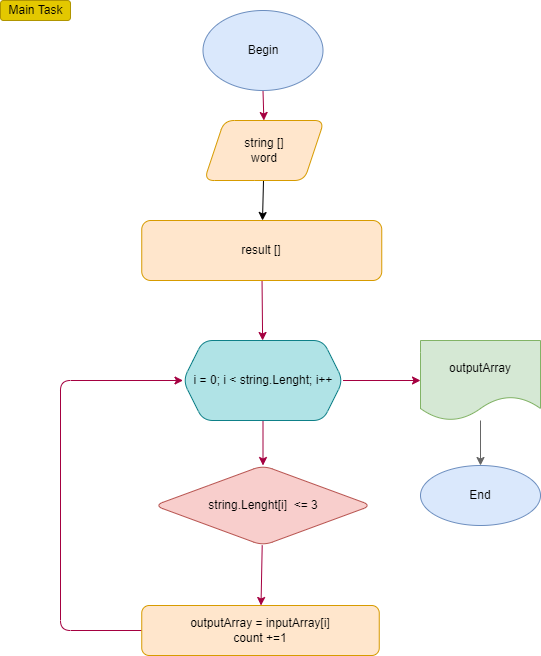 Main Task
Begin
string []
word
result []
i = 0; i < string.Lenght; i++
outputArray
string.Lenght[i]  <= 3
End
outputArray = inputArray[i]
count +=1